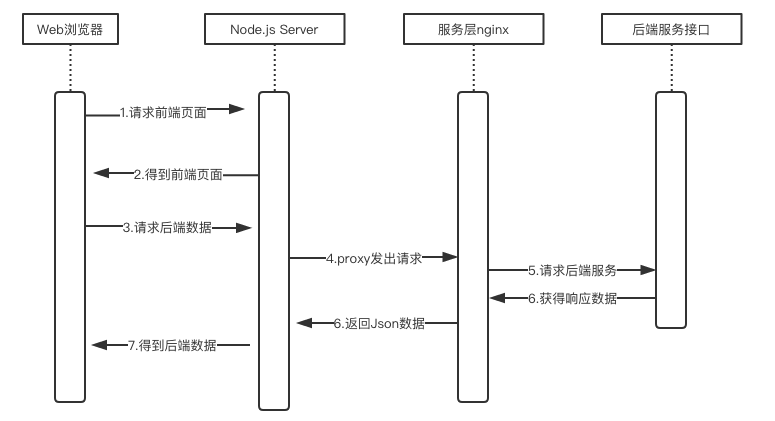 Web浏览器
Node.js Server
服务层nginx
后端服务接口
1.请求前端页面
2.得到前端页面
3.请求后端数据
4.proxy发出请求
5.请求后端服务
6.获得响应数据
6.返回Json数据
7.得到后端数据